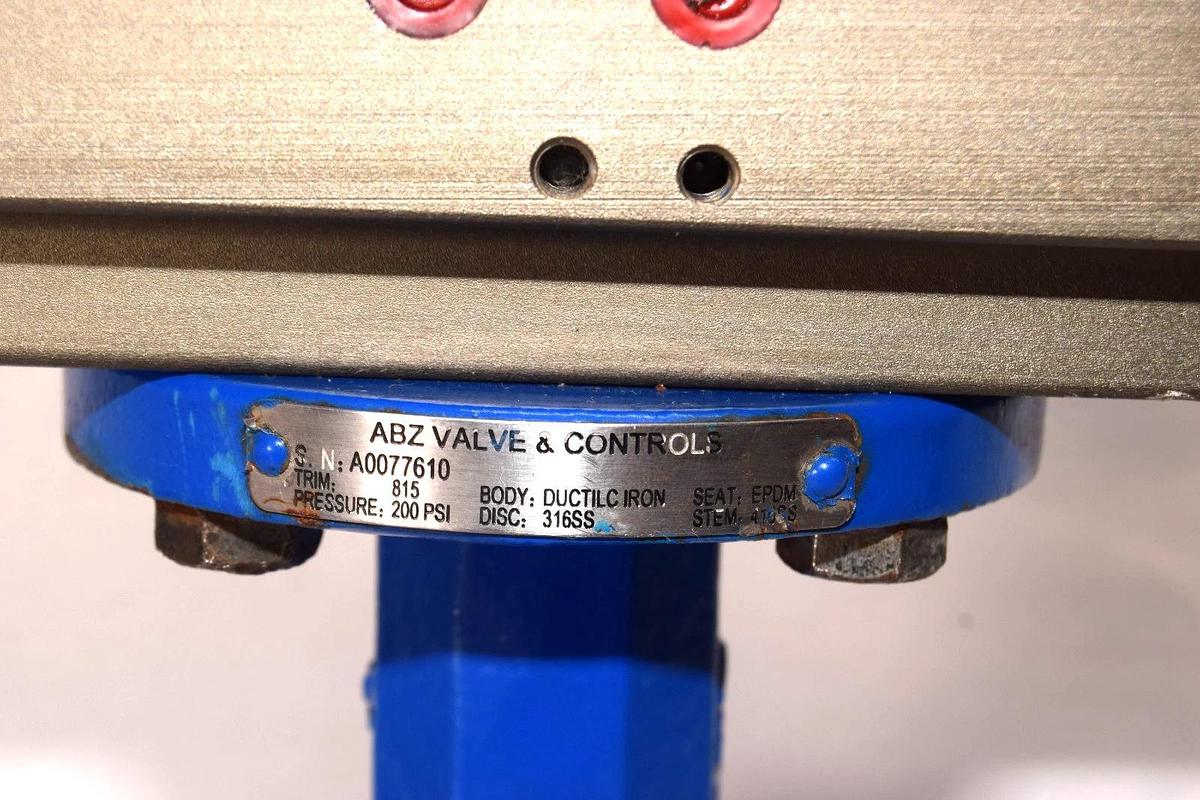 ABZ VALVE & CONTROLS
S. N: A0077610
TRIM: 815
PRESSURE: 200 PSI
BODY: DUCTILC IRON
DISC: 316SS
SEAT: EPDM
STEM: